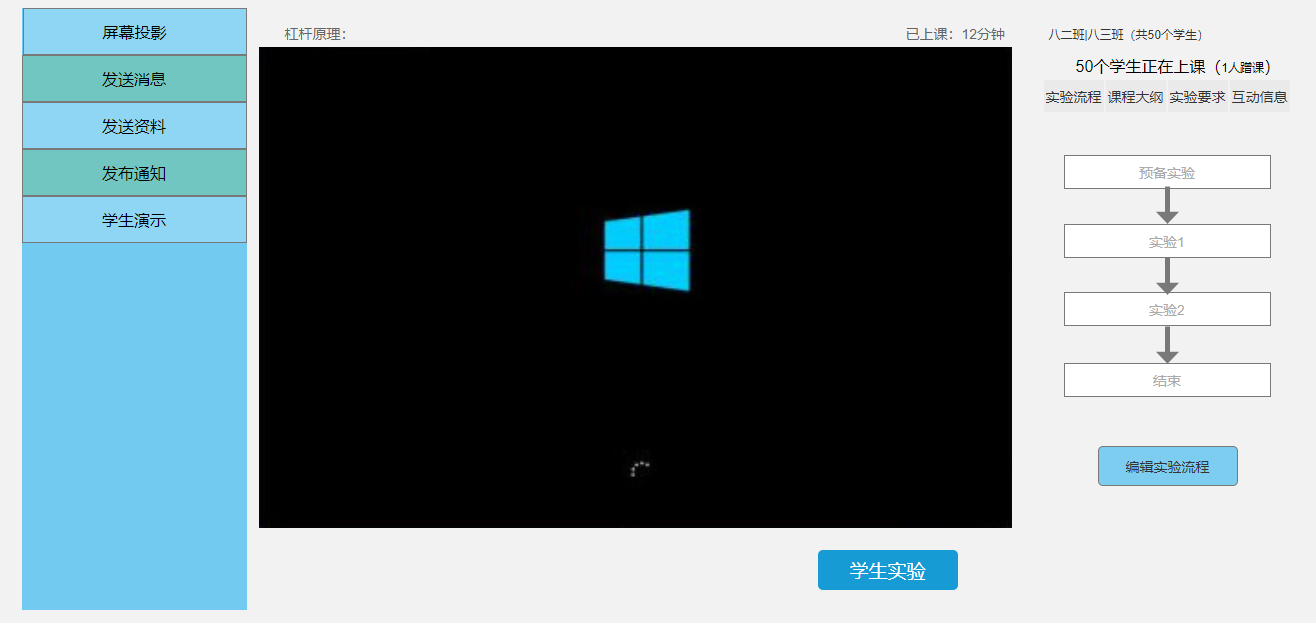 屏幕投影
发送消息
发送资料
发布通知
学生演示
杠杆原理：
已上课：12分钟
学生实验
八二班|八三班（共50个学生）
50个学生正在上课（1人蹭课）
实验流程 课程大纲 实验要求 互动信息
预备实验
实验1
实验2
结束
编辑实验流程